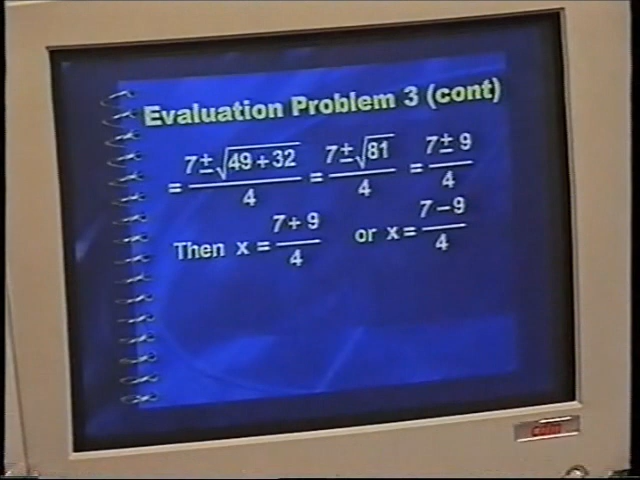 Evaluation Problem 3 (cont)
= 7±√49+32 / 4 = 7±√81 / 4 = 7± 9 / 4
Then x = 7+9 / 4 or x = 7−9 / 4